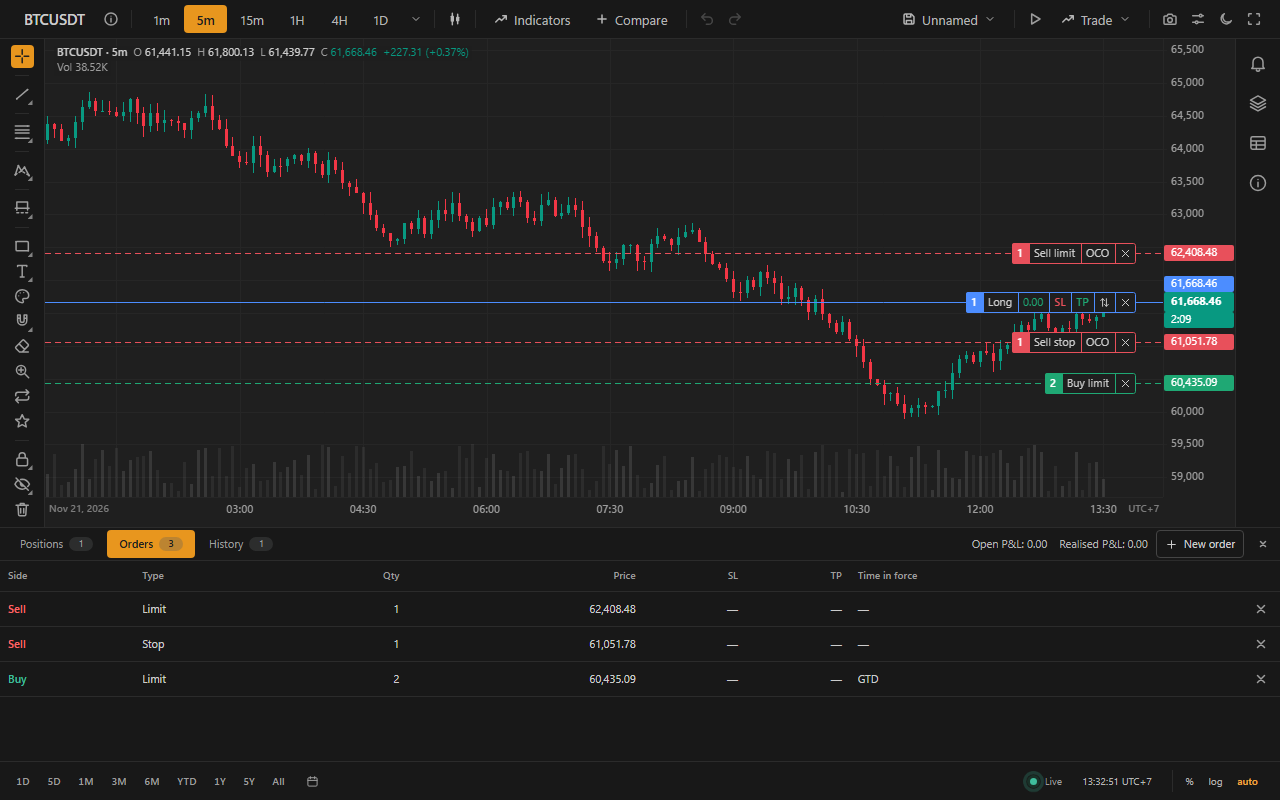 BTCUSDT 1m 5m 15m 1H 4H 1D Indicators Compare Unnamed Trade
BTCUSDT · 5m O 61,441.15 H 61,800.13 L 61,439.77 C 61,668.46 +227.31 (+0.37%)
Vol 38.52K
65,500
65,000
64,500
64,000
63,500
63,000
1 Sell limit OCO 62,408.48
61,668.46
1 Long 0.00 SL TP 61,668.46
2:09
1 Sell stop OCO 61,051.78
2 Buy limit 60,435.09
60,000
59,500
59,000
Nov 21, 2026 03:00 04:30 06:00 07:30 09:00 10:30 12:00 13:30 UTC+7
Positions 1 Orders 3 History 1 Open P&L: 0.00 Realised P&L: 0.00 New order
Side Type Qty Price SL TP Time in force
Sell Limit 1 62,408.48 — — —
Sell Stop 1 61,051.78 — — —
Buy Limit 2 60,435.09 — — GTD
1D 5D 1M 3M 6M YTD 1Y 5Y All Live 13:32:51 UTC+7 % log auto